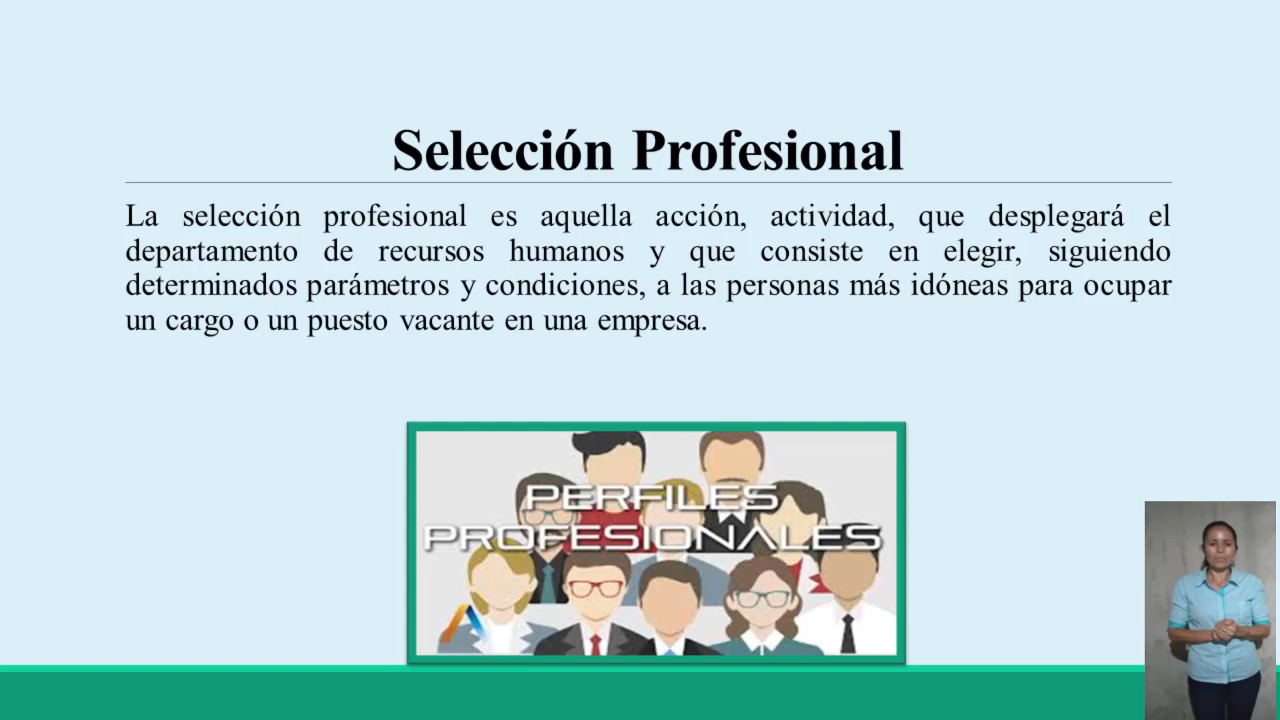 Selección Profesional
La selección profesional es aquella acción, actividad, que desplegará el
departamento de recursos humanos y que consiste en elegir, siguiendo
determinados parámetros y condiciones, a las personas más idóneas para ocupar
un cargo o un puesto vacante en una empresa.
PERFILES
PROFESIONALES